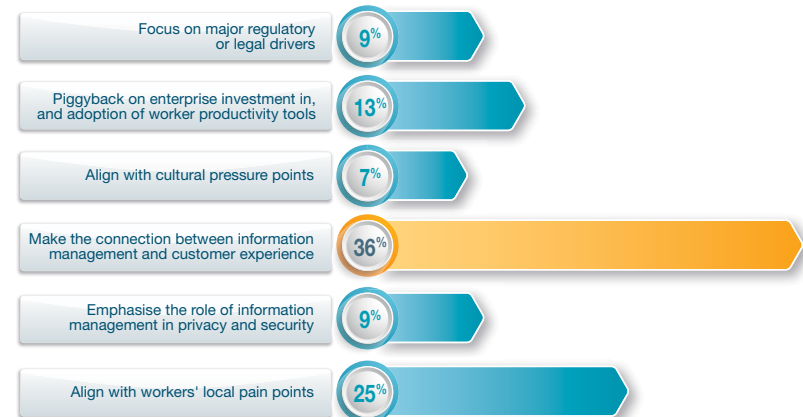 Focus on major regulatory
or legal drivers
9%
Piggyback on enterprise investment in,
and adoption of worker productivity tools
13%
Align with cultural pressure points
7%
Make the connection between information
management and customer experience
36%
Emphasise the role of information
management in privacy and security
9%
Align with workers' local pain points
25%